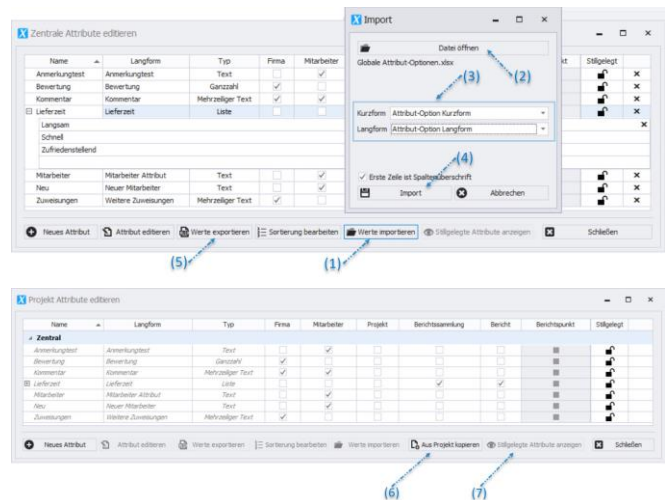 Zentrale Attribute editieren
Name Langform Typ Firma Mitarbeiter kt Stillgelegt
Anmerkungtest Anmerkungtest Text
Bewertung Bewertung Ganzzahl
Kommentar Kommentar Mehrzeiliger Text
Lieferzeit Lieferzeit Liste
Langsam
Schnell
Zufriedenstellend
Mitarbeiter Mitarbeiter Attribut Text
Neu Neuer Mitarbeiter Text
Zuweisungen Weitere Zuweisungen Mehrzeiliger Text
Neues Attribut Attribut editieren Werte exportieren Sortierung bearbeiten Werte importieren Stillgelegte Attribute anzeigen Schließen
(5)
(1)
Import
Datei öffnen
Globale Attribut-Optionen.xlsx
(3)
(2)
Kurzform Attribut-Option Kurzform
Langform Attribut-Option Langform
(4)
Erste Zeile ist Spaltenüberschrift
Import Abbrechen
Projekt Attribute editieren
Name Langform Typ Firma Mitarbeiter Projekt Berichtssammlung Bericht Berichtspunkt Stillgelegt
Zentral
Anmerkungtest Anmerkungtest Text
Bewertung Bewertung Ganzzahl
Kommentar Kommentar Mehrzeiliger Text
Lieferzeit Lieferzeit Liste
Mitarbeiter Mitarbeiter Attribut Text
Neu Neuer Mitarbeiter Text
Zuweisungen Weitere Zuweisungen Mehrzeiliger Text
Neues Attribut Attribut editieren Werte exportieren Sortierung bearbeiten Werte importieren Aus Projekt kopieren Stillgelegte Attribute anzeigen Schließen
(6)
(7)